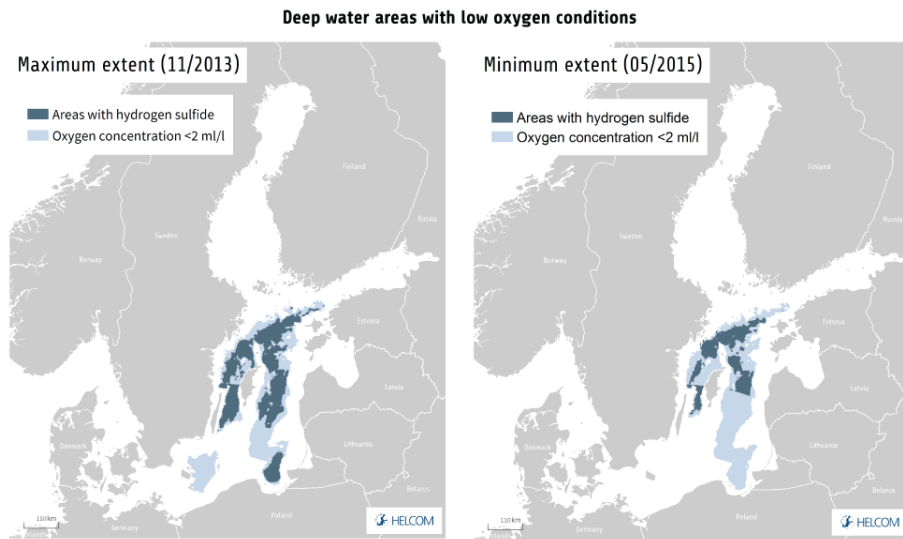 Deep water areas with low oxygen conditions
Maximum extent (11/2013)
Areas with hydrogen sulfide
Oxygen concentration <2 ml/l
Finland
Russia
Sweden
Norway
Estonia
Latvia
Denmark
Lithuania
Belarus
110 km
Germany
Poland
HELCOM
Minimum extent (05/2015)
Areas with hydrogen sulfide
Oxygen concentration <2 ml/l
Finland
Russia
Sweden
Norway
Estonia
Latvia
Denmark
Lithuania
Belarus
110 km
Germany
Poland
HELCOM